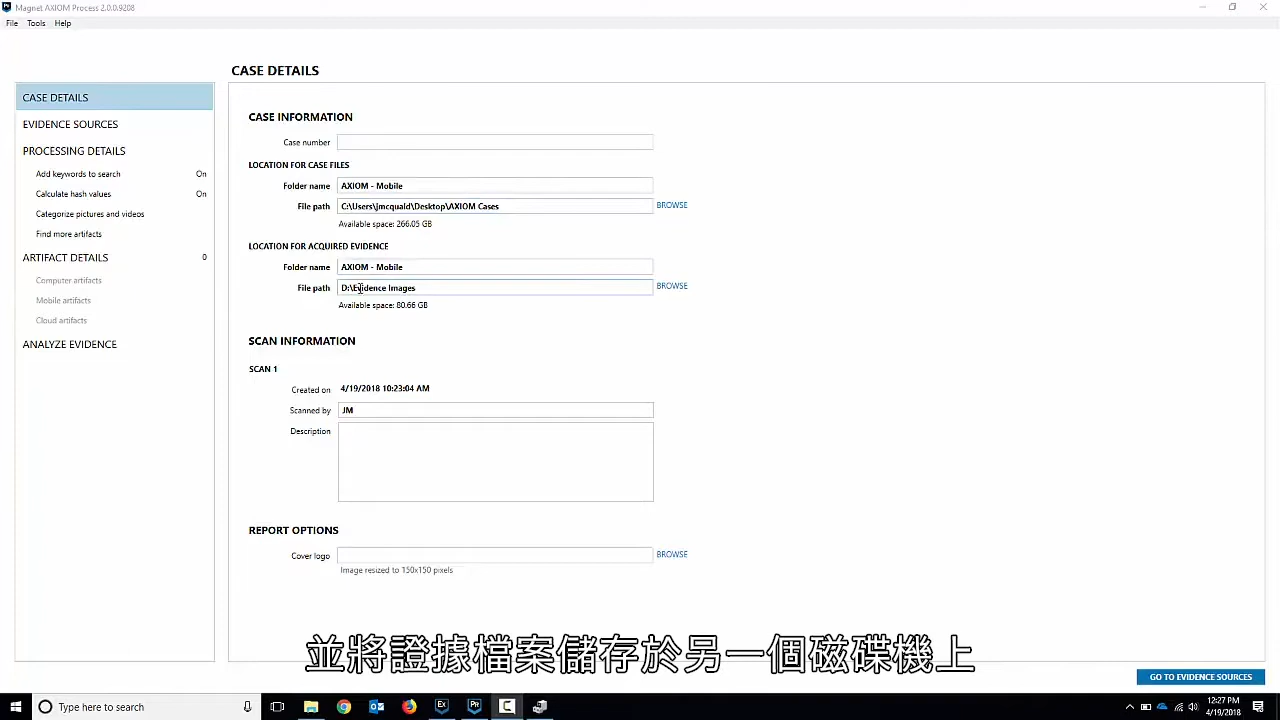 Magnet AXIOM Process 2.0.0.9208
File Tools Help
CASE DETAILS
EVIDENCE SOURCES
PROCESSING DETAILS
Add keywords to search On
Calculate hash values On
Categorize pictures and videos
Find more artifacts
ARTIFACT DETAILS 0
Computer artifacts
Mobile artifacts
Cloud artifacts
ANALYZE EVIDENCE
CASE DETAILS
CASE INFORMATION
Case number
LOCATION FOR CASE FILES
Folder name AXIOM - Mobile
File path C:\Users\jmcquald\Desktop\AXIOM Cases BROWSE
Available space: 266.05 GB
LOCATION FOR ACQUIRED EVIDENCE
Folder name AXIOM - Mobile
File path D:\Evidence Images BROWSE
Available space: 80.66 GB
SCAN INFORMATION
SCAN 1
Created on 4/19/2018 10:23:04 AM
Scanned by JM
Description
REPORT OPTIONS
Cover logo BROWSE
Image resized to 150x150 pixels
並將證據檔案儲存於另一個磁碟機上
GO TO EVIDENCE SOURCES
Type here to search
12:27 PM
4/19/2018